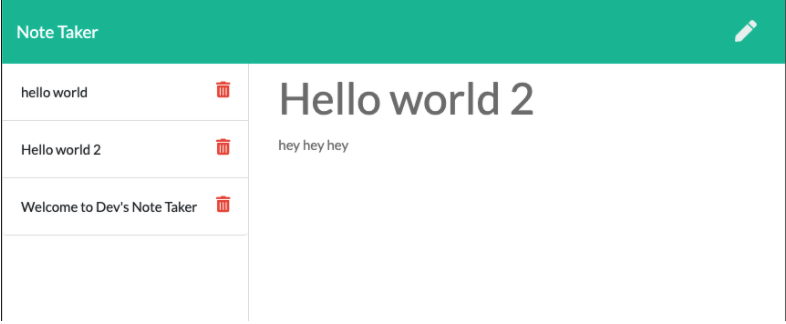 Note Taker
hello world
Hello world 2
Welcome to Dev's Note Taker
Hello world 2
hey hey hey